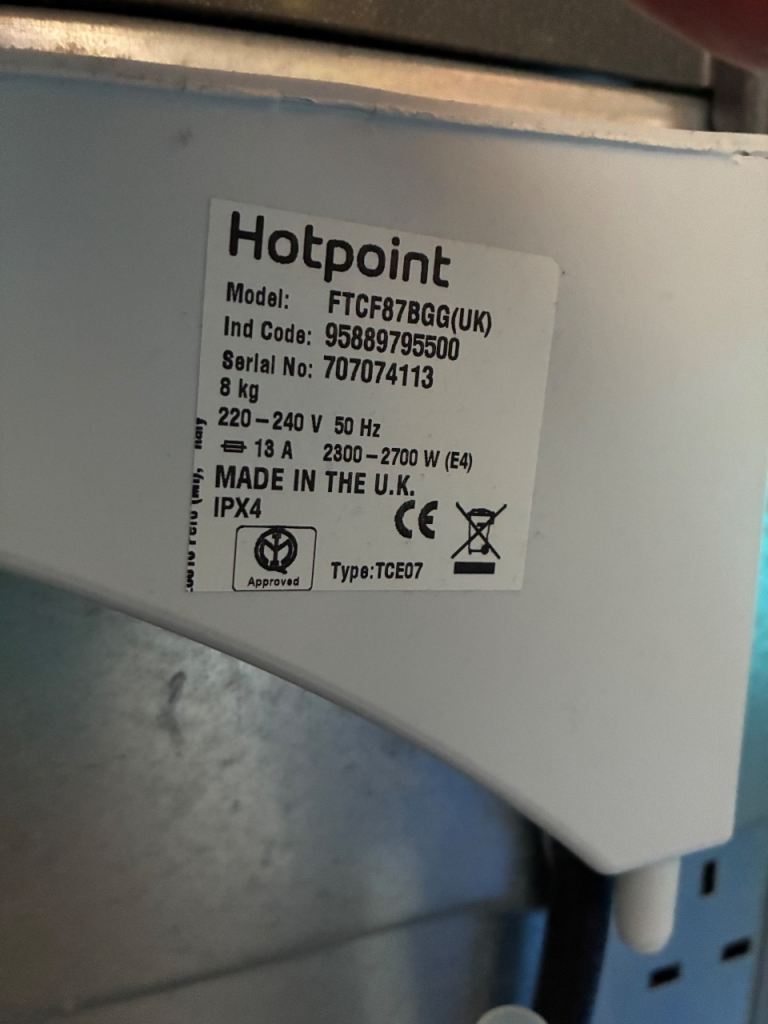 Hotpoint
Model: FTCF87BGG(UK)
Ind Code: 95889795500
Serial No: 707074113
8 kg
220-240 V 50 Hz
13 A 2300-2700 W (E4)
MADE IN THE U.K.
IPX4
CE
Approved
Type:TCE07
Italy